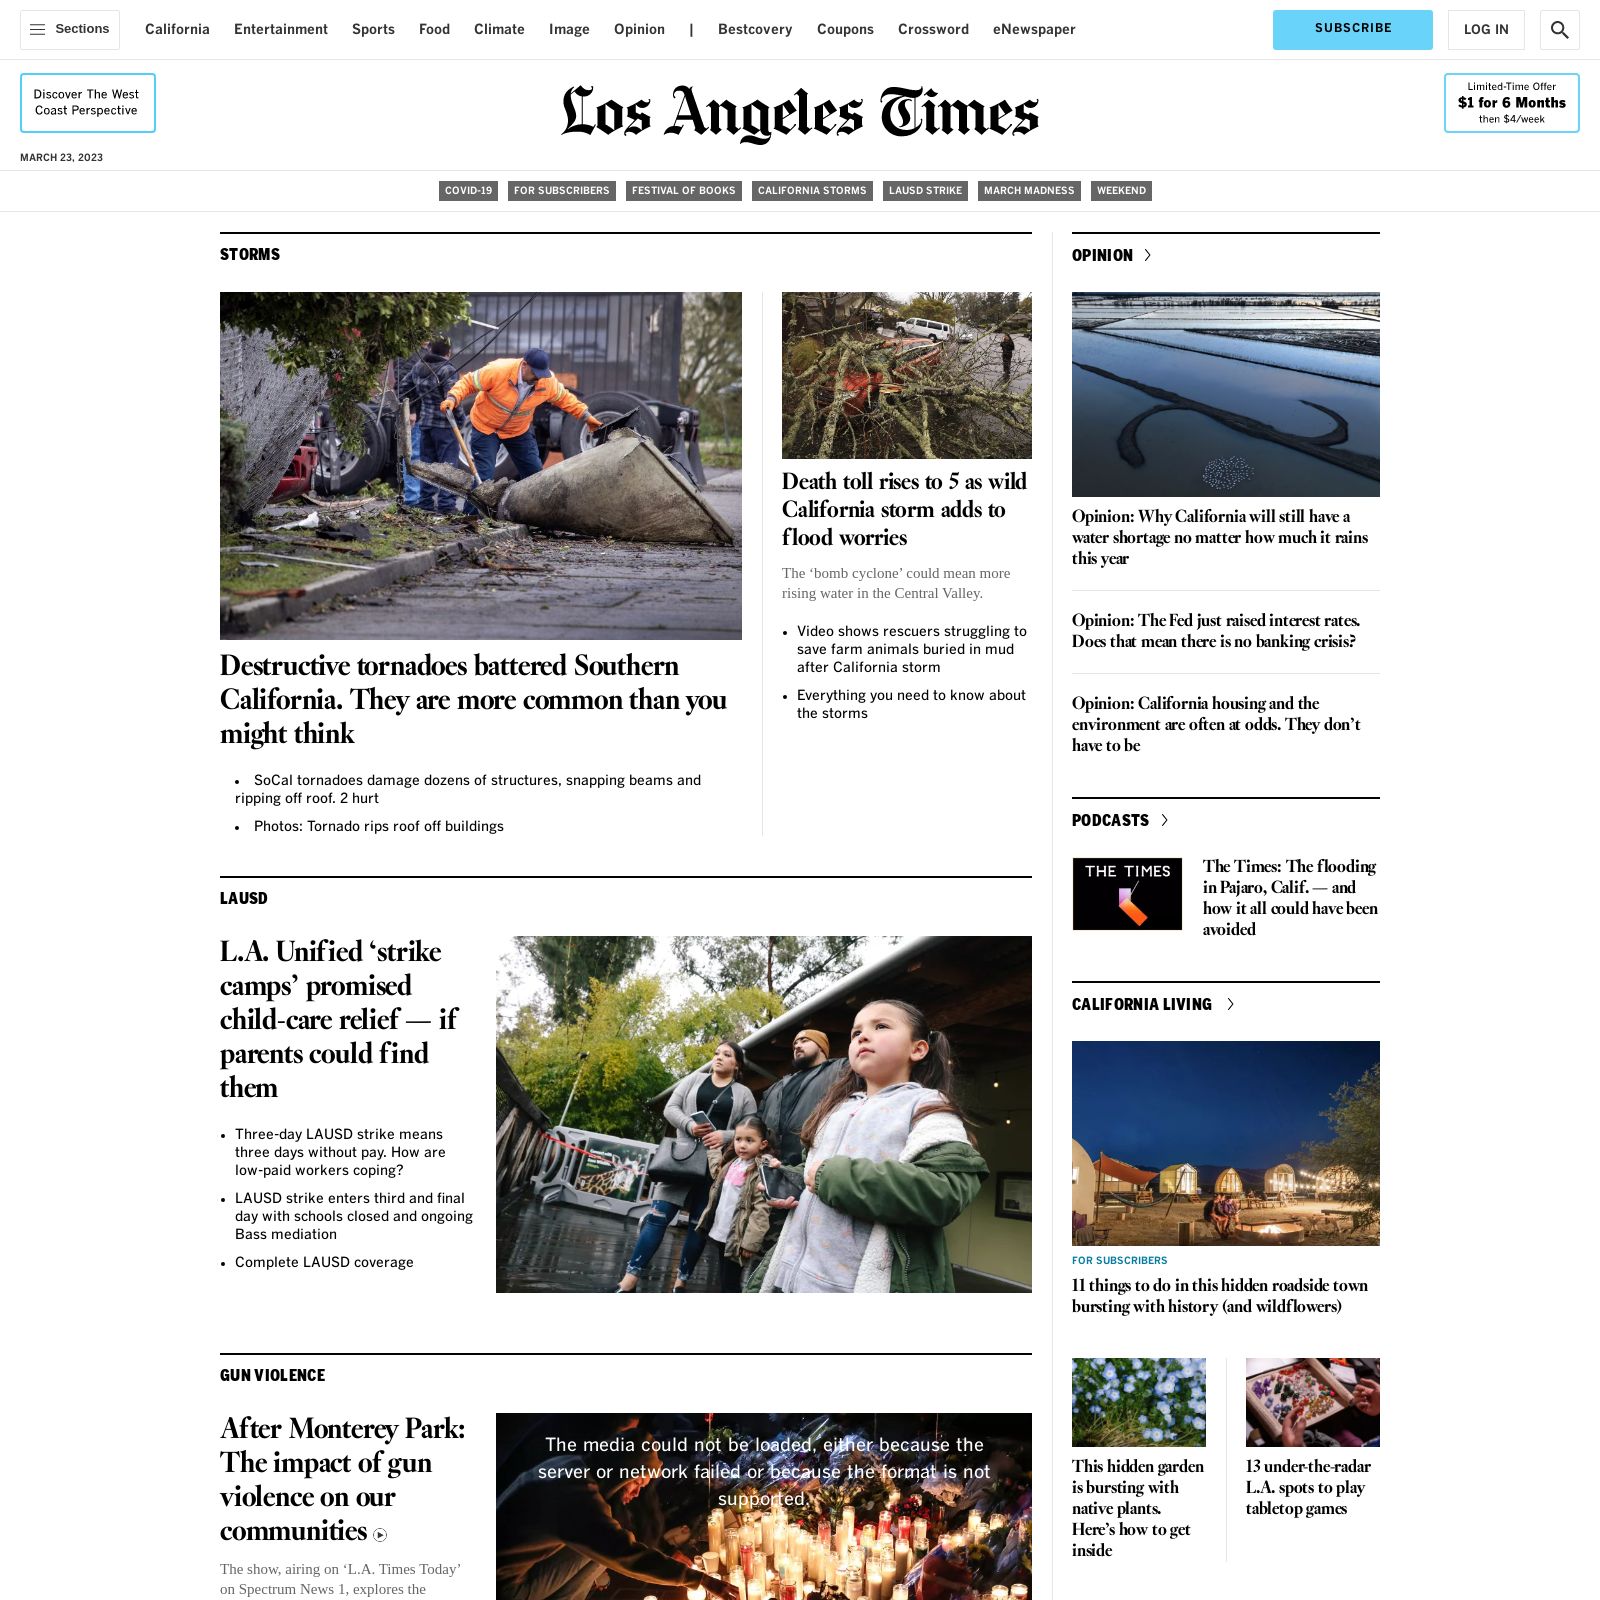 Sections
California
Entertainment
Sports
Food
Climate
Image
Opinion
|
Bestcovery
Coupons
Crossword
eNewspaper
SUBSCRIBE
LOG IN
Discover The West
Coast Perspective
Los Angeles Times
Limited-Time Offer
$1 for 6 Months
then $4/week
MARCH 23, 2023
COVID-19
FOR SUBSCRIBERS
FESTIVAL OF BOOKS
CALIFORNIA STORMS
LAUSD STRIKE
MARCH MADNESS
WEEKEND
STORMS
Destructive tornadoes battered Southern
California. They are more common than you
might think
• SoCal tornadoes damage dozens of structures, snapping beams and
ripping off roof. 2 hurt
• Photos: Tornado rips roof off buildings
Death toll rises to 5 as wild
California storm adds to
flood worries
The ‘bomb cyclone’ could mean more
rising water in the Central Valley.
• Video shows rescuers struggling to
save farm animals buried in mud
after California storm
• Everything you need to know about
the storms
LAUSD
L.A. Unified ‘strike
camps’ promised
child-care relief — if
parents could find
them
• Three-day LAUSD strike means
three days without pay. How are
low-paid workers coping?
• LAUSD strike enters third and final
day with schools closed and ongoing
Bass mediation
• Complete LAUSD coverage
GUN VIOLENCE
After Monterey Park:
The impact of gun
violence on our
communities
The show, airing on ‘L.A. Times Today’
on Spectrum News 1, explores the
The media could not be loaded, either because the
server or network failed or because the format is not
supported.
OPINION
Opinion: Why California will still have a
water shortage no matter how much it rains
this year
Opinion: The Fed just raised interest rates.
Does that mean there is no banking crisis?
Opinion: California housing and the
environment are often at odds. They don’t
have to be
PODCASTS
THE TIMES
The Times: The flooding
in Pajaro, Calif. — and
how it all could have been
avoided
CALIFORNIA LIVING
FOR SUBSCRIBERS
11 things to do in this hidden roadside town
bursting with history (and wildflowers)
This hidden garden
is bursting with
native plants.
Here’s how to get
inside
13 under-the-radar
L.A. spots to play
tabletop games